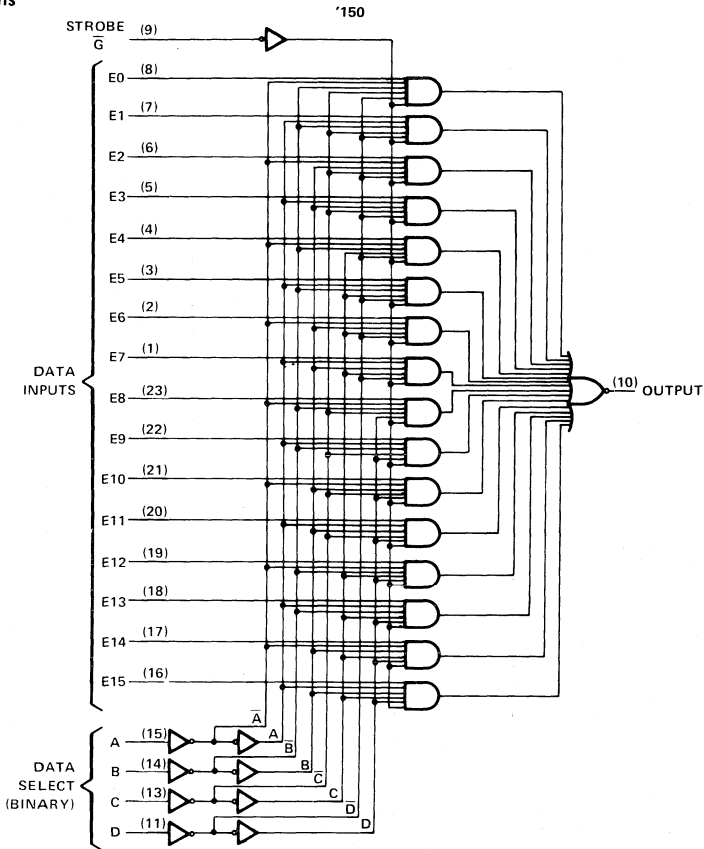 '150
STROBE (9)
G̅
E0 (8)
E1 (7)
E2 (6)
E3 (5)
E4 (4)
E5 (3)
E6 (2)
E7 (1)
DATA INPUTS
E8 (23)
(10) OUTPUT
E9 (22)
E10 (21)
E11 (20)
E12 (19)
E13 (18)
E14 (17)
E15 (16)
A̅
A (15) A
B̅
B (14) B
C̅
DATA SELECT (BINARY)
C (13) C
D̅
D (11) D